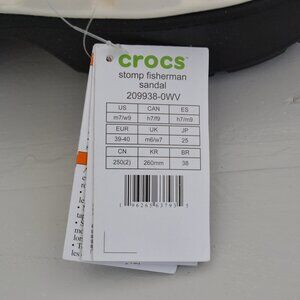 crocs™
stomp fisherman
sandal
209938-0WV
US CAN ES
m7/w9 h7/f9 h7/m9
EUR UK JP
39-40 m6/w7 25
CN KR BR
250(2) 260mm 38